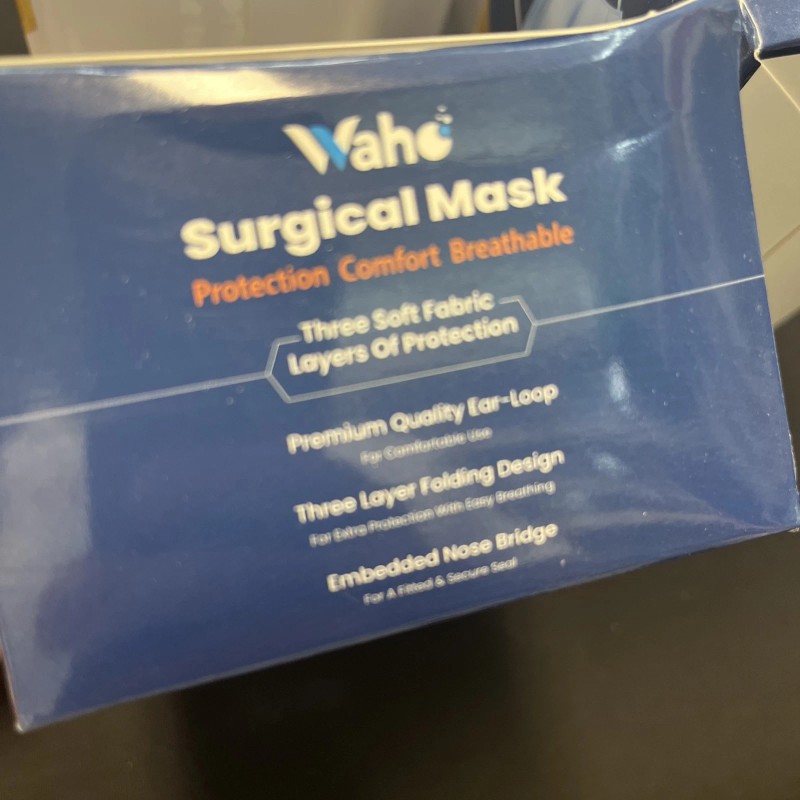 Waho
Surgical Mask
Protection Comfort Breathable
Three Soft Fabric
Layers Of Protection
Premium Quality Ear-Loop
For Comfortable Use
Three Layer Folding Design
For Extra Protection With Easy Breathing
Embedded Nose Bridge
For A Fitted & Secure Seal